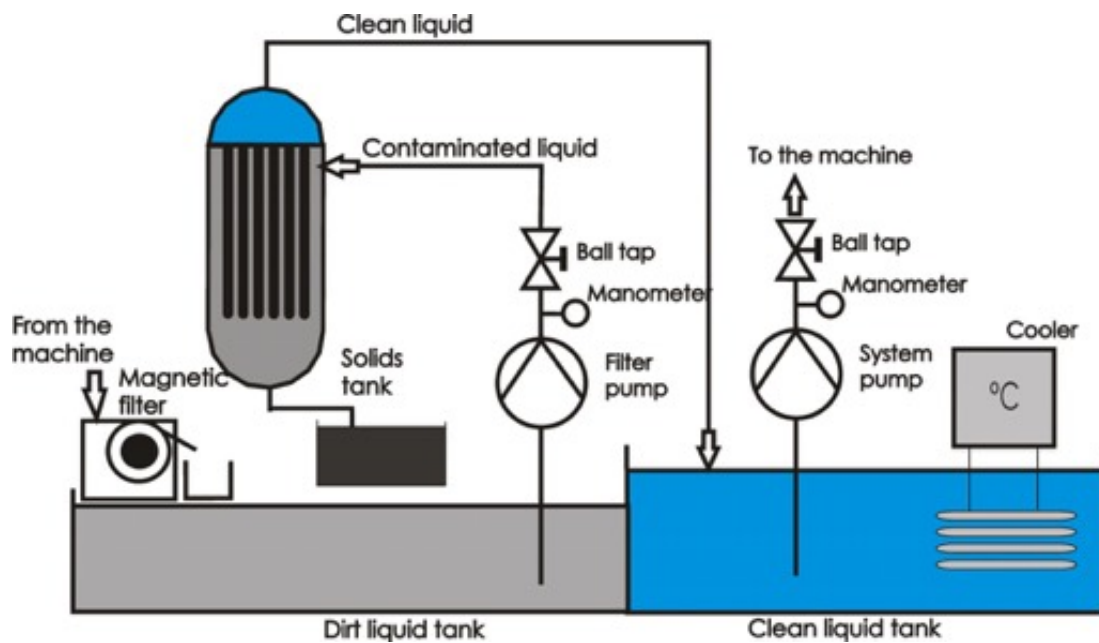 Clean liquid
Contaminated liquid
To the machine
Ball tap
Ball tap
Manometer
Manometer
From the
machine
Cooler
Solids
tank
Filter
pump
System
pump
Magnetic
filter
°C
Dirt liquid tank
Clean liquid tank